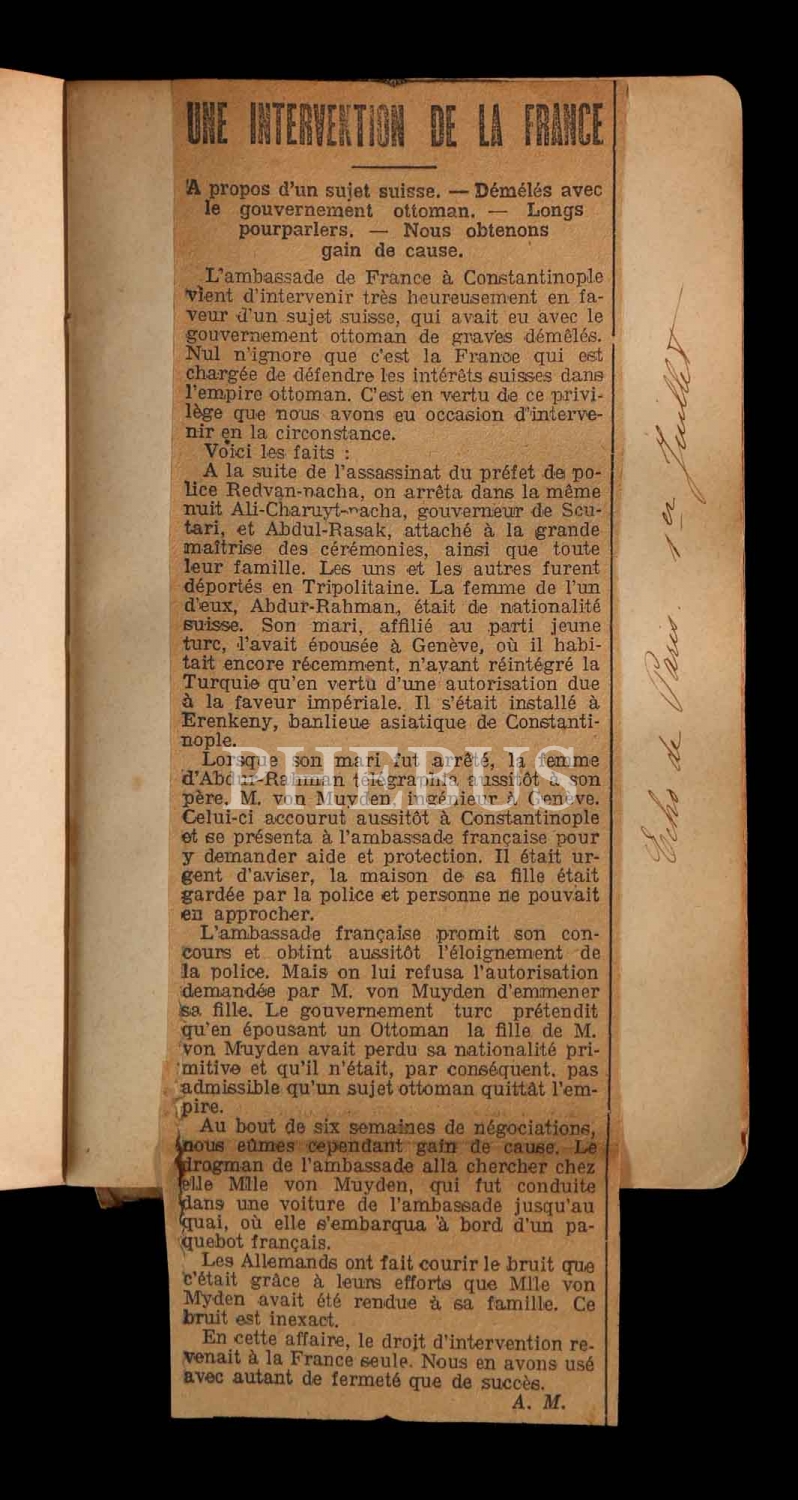 UNE INTERVENTION DE LA FRANCE
A propos d'un sujet suisse. — Démélés avec
le gouvernement ottoman. — Longs
pourparlers. — Nous obtenons
gain de cause.
L'ambassade de France à Constantinople
vient d'intervenir très heureusement en fa-
veur d'un sujet suisse, qui avait eu avec le
gouvernement ottoman de graves démêlés.
Nul n'ignore que c'est la France qui est
chargée de défendre les intérêts suisses dans
l'empire ottoman. C'est en vertu de ce privi-
lège que nous avons eu occasion d'interve-
nir en la circonstance.
Voici les faits :
A la suite de l'assassinat du préfet de po-
lice Redvan-pacha, on arrêta dans la même
nuit Ali-Charuyt-pacha, gouverneur de Scu-
tari, et Abdul-Rasak, attaché à la grande
maîtrise des cérémonies, ainsi que toute
leur famille. Les uns et les autres furent
déportés en Tripolitaine. La femme de l'un
d'eux, Abdur-Rahman, était de nationalité
suisse. Son mari, affilié au parti jeune
turc, l'avait épousée à Genève, où il habi-
tait encore récemment, n'ayant réintégré la
Turquie qu'en vertu d'une autorisation due
à la faveur impériale. Il s'était installé à
Erenkeny, banlieue asiatique de Constanti-
nople.
Lorsque son mari fut arrêté, la femme
d'Abdur-Rahman télégraphia aussitôt à son
père, M. von Muyden, ingénieur à Genève.
Celui-ci accourut aussitôt à Constantinople
et se présenta à l'ambassade française pour
y demander aide et protection. Il était ur-
gent d'aviser, la maison de sa fille était
gardée par la police et personne ne pouvait
en approcher.
L'ambassade française promit son con-
cours et obtint aussitôt l'éloignement de
la police. Mais on lui refusa l'autorisation
demandée par M. von Muyden d'emmener
sa fille. Le gouvernement turc prétendit
qu'en épousant un Ottoman la fille de M.
von Muyden avait perdu sa nationalité pri-
mitive et qu'il n'était, par conséquent, pas
admissible qu'un sujet ottoman quittât l'em-
pire.
Au bout de six semaines de négociations,
nous eûmes cependant gain de cause. Le
drogman de l'ambassade alla chercher chez
elle Mlle von Muyden, qui fut conduite
dans une voiture de l'ambassade jusqu'au
quai, où elle s'embarqua à bord d'un pa-
quebot français.
Les Allemands ont fait courir le bruit que
c'était grâce à leurs efforts que Mlle von
Myden avait été rendue à sa famille. Ce
bruit est inexact.
En cette affaire, le droit d'intervention re-
venait à la France seule. Nous en avons usé
avec autant de fermeté que de succès.
A. M.
Echo de Paris. 1er Juillet
PHEBUS